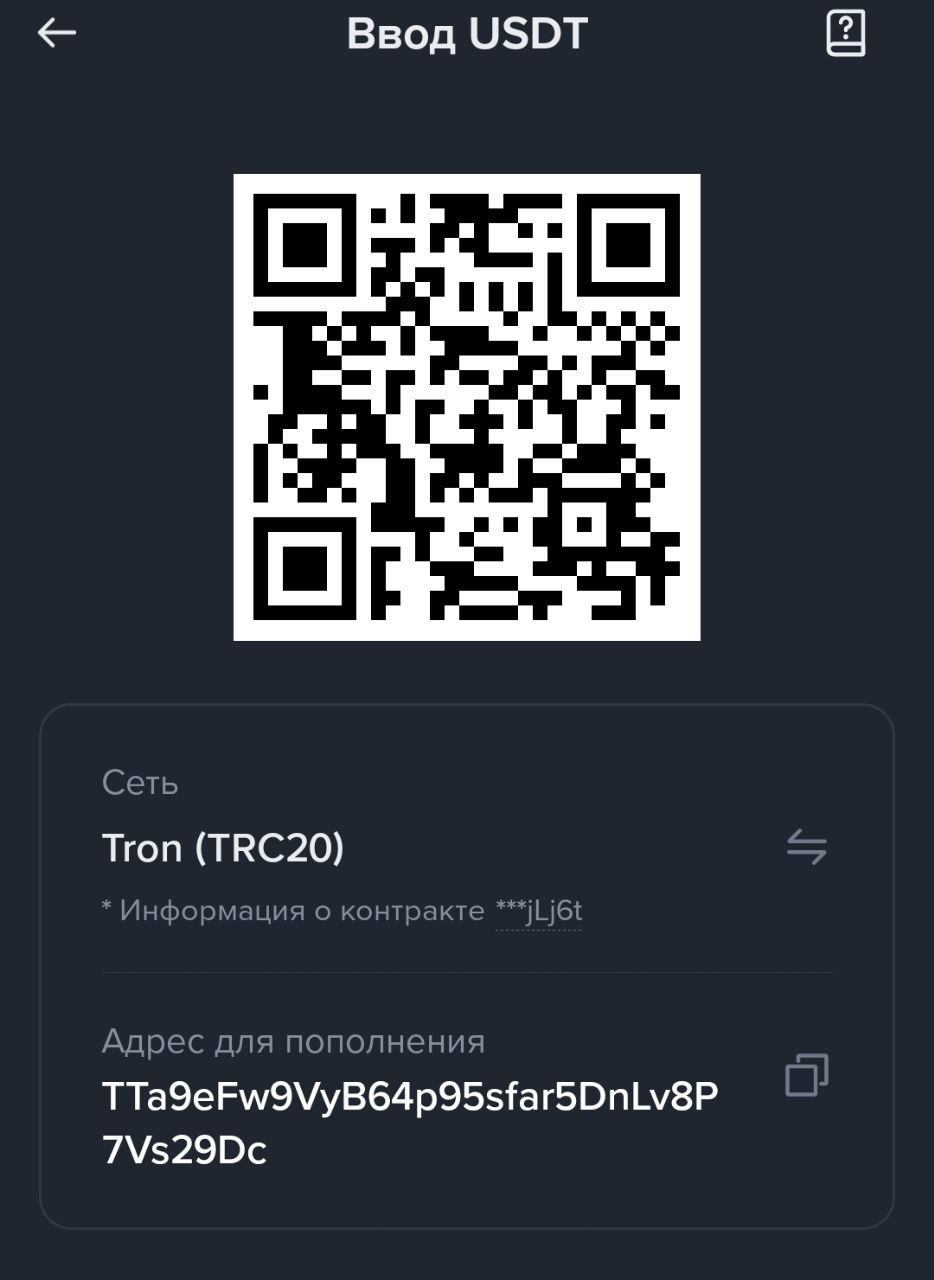 Ввод USDT
Сеть
Tron (TRC20)
* Информация о контракте ***jLj6t
Адрес для пополнения
TTa9eFw9VyB64p95sfar5DnLv8P
7Vs29Dc